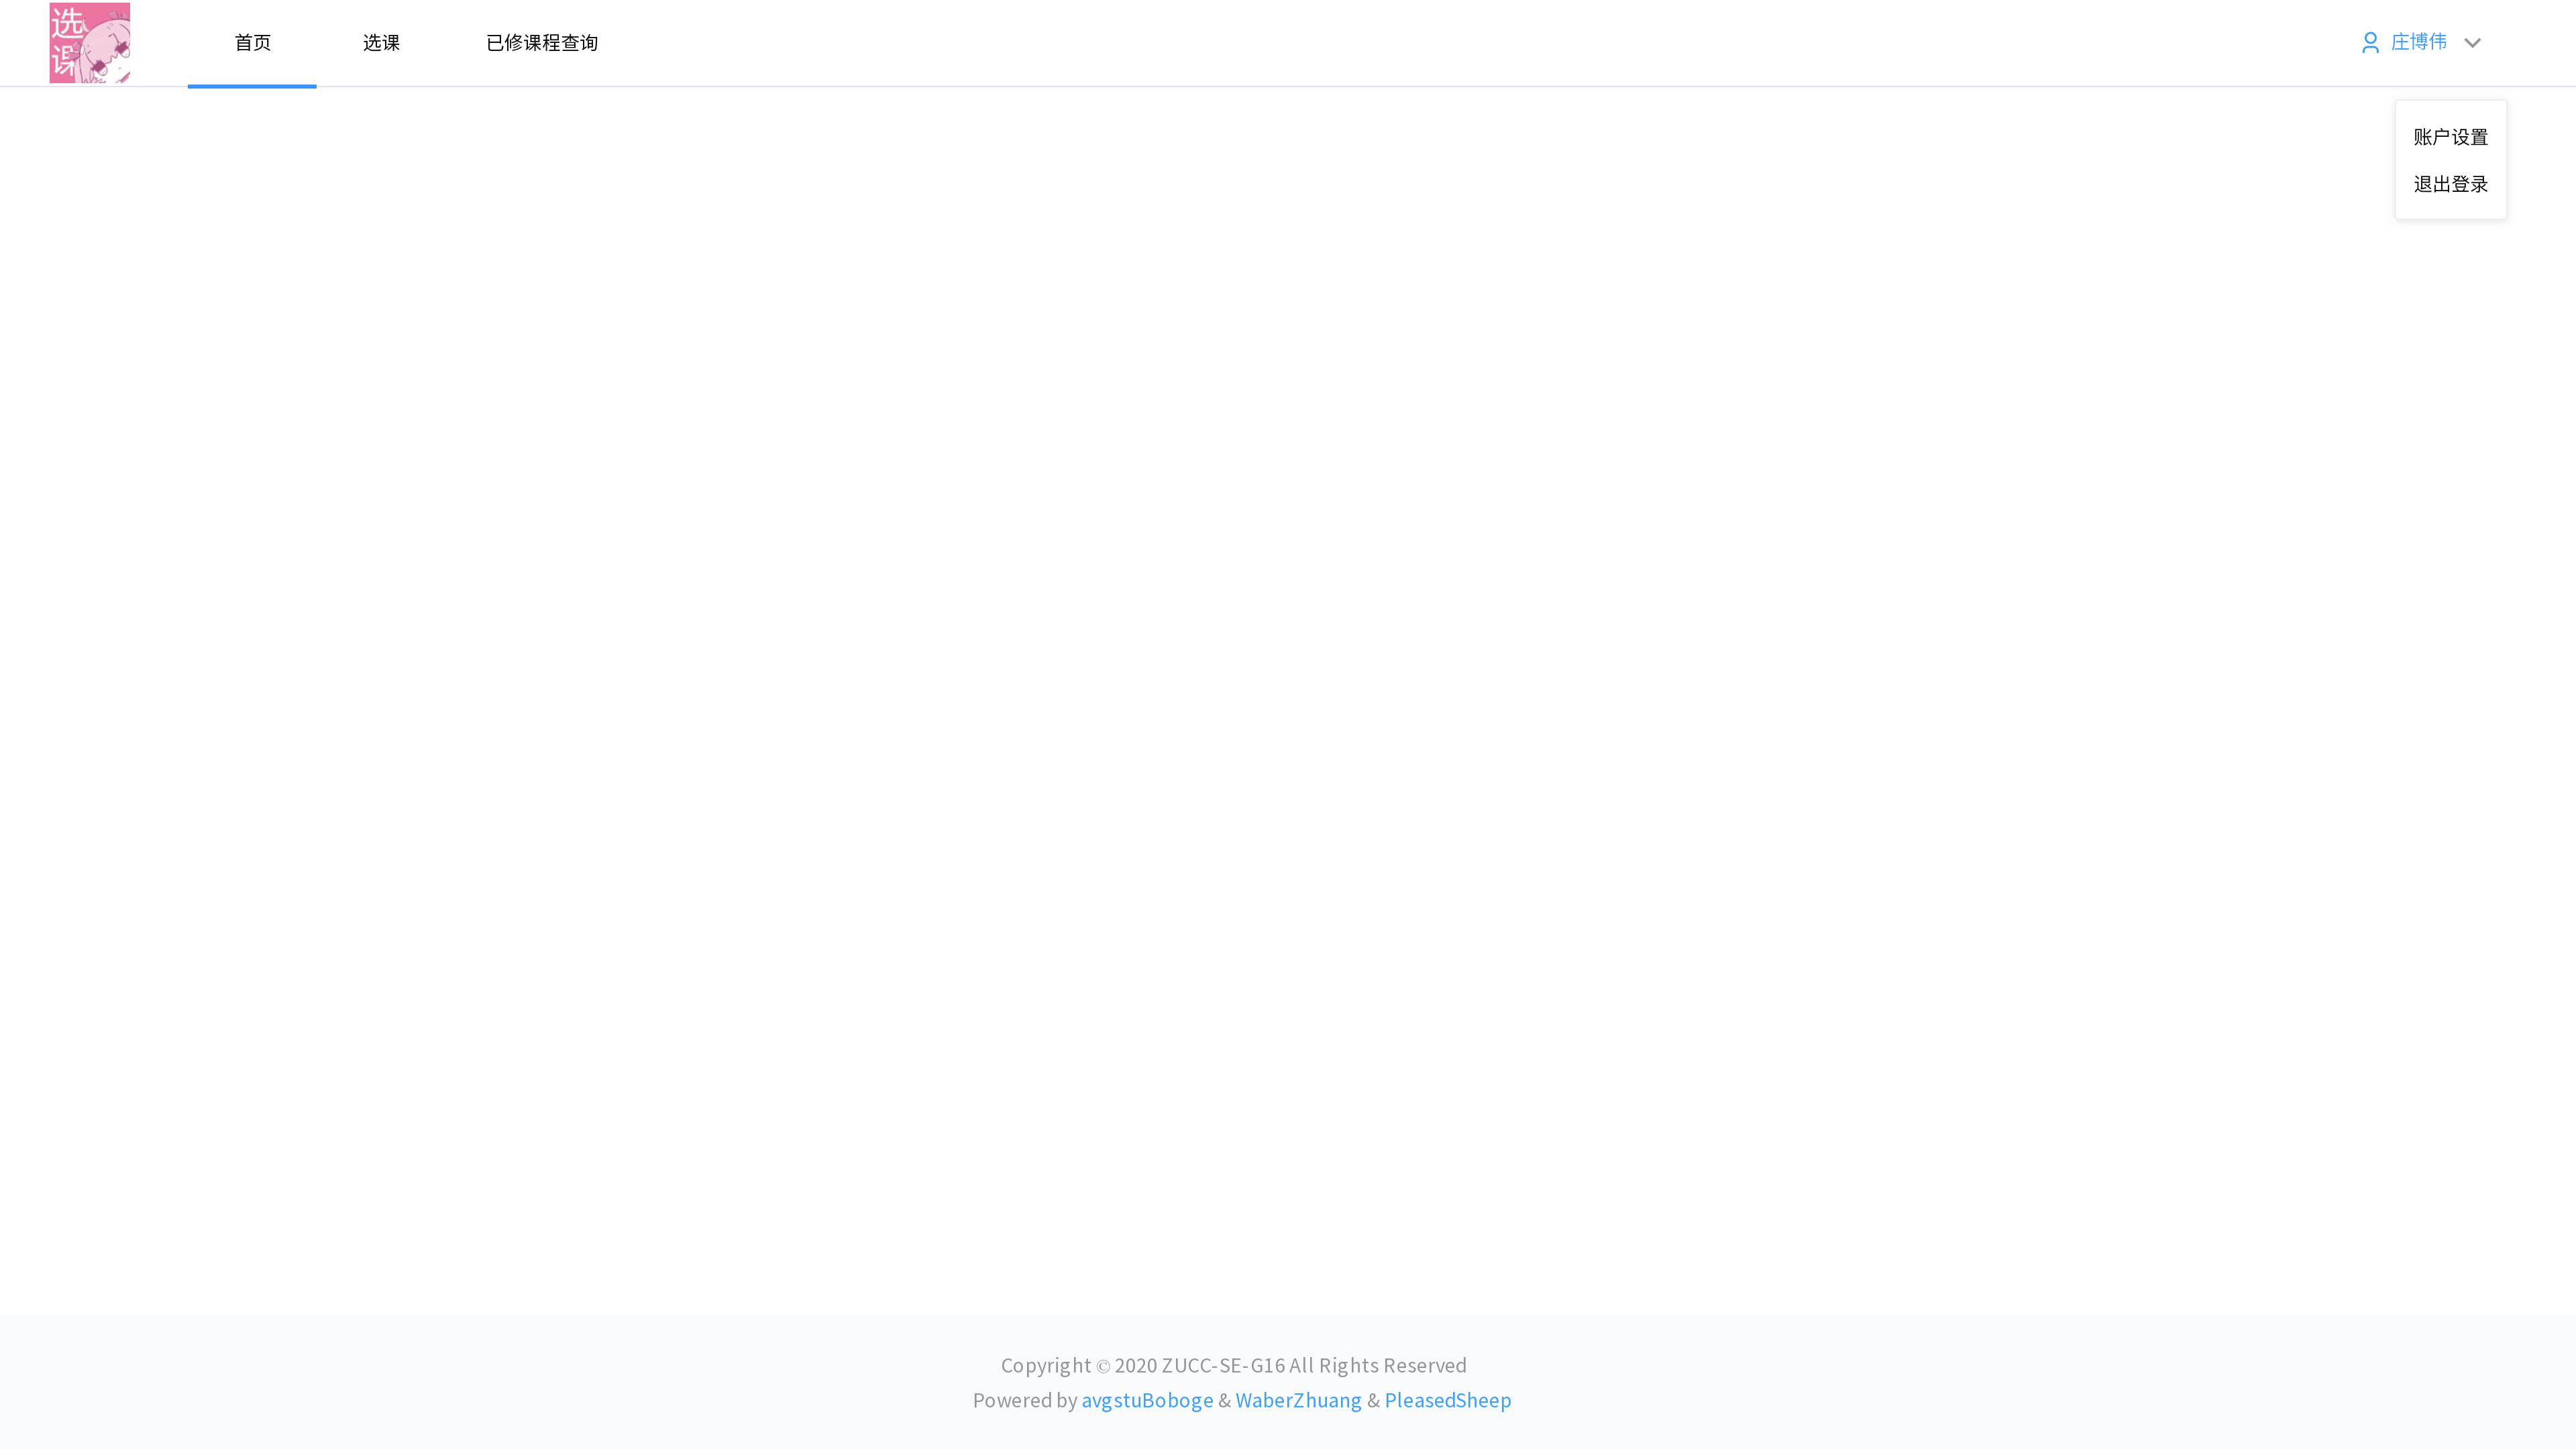 选课
首页
选课
已修课程查询
庄博伟
账户设置
退出登录
Copyright © 2020 ZUCC-SE-G16 All Rights Reserved
Powered by avgstuBoboge & WaberZhuang & PleasedSheep